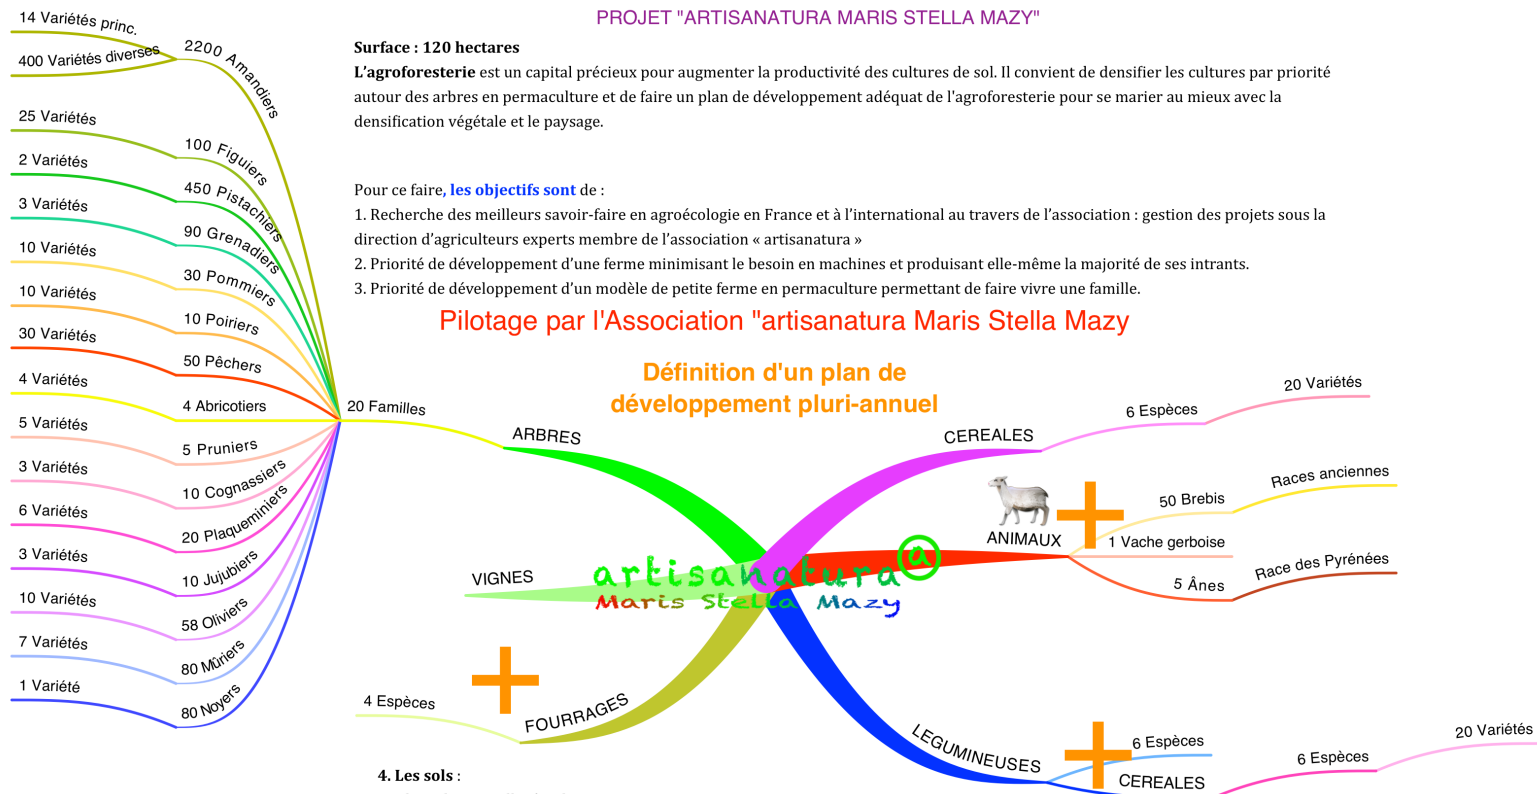 PROJET "ARTISANATURA MARIS STELLA MAZY"
Surface : 120 hectares
L'agroforesterie est un capital précieux pour augmenter la productivité des cultures de sol. Il convient de densifier les cultures par priorité
autour des arbres en permaculture et de faire un plan de développement adéquat de l'agroforesterie pour se marier au mieux avec la
densification végétale et le paysage.
Pour ce faire, les objectifs sont de :
1. Recherche des meilleurs savoir-faire en agroécologie en France et à l'international au travers de l'association : gestion des projets sous la
direction d'agriculteurs experts membre de l'association « artisanatura »
2. Priorité de développement d'une ferme minimisant le besoin en machines et produisant elle-même la majorité de ses intrants.
3. Priorité de développement d'un modèle de petite ferme en permaculture permettant de faire vivre une famille.
Pilotage par l'Association "artisanatura Maris Stella Mazy
Définition d'un plan de
développement pluri-annuel
14 Variétés princ.
400 Variétés diverses
2200 Amandiers
25 Variétés
100 Figuiers
2 Variétés
450 Pistachiers
3 Variétés
90 Grenadiers
10 Variétés
30 Pommiers
10 Variétés
10 Poiriers
30 Variétés
50 Pêchers
4 Variétés
4 Abricotiers
5 Variétés
5 Pruniers
3 Variétés
10 Cognassiers
6 Variétés
20 Plaqueminiers
3 Variétés
10 Jujubiers
10 Variétés
58 Oliviers
7 Variétés
80 Mûriers
1 Variété
80 Noyers
20 Familles
ARBRES
CEREALES
6 Espèces
20 Variétés
ANIMAUX
50 Brebis
Races anciennes
1 Vache gerboise
5 Ânes
Race des Pyrénées
VIGNES
artisanatura @
Maris Stella Mazy
FOURRAGES
4 Espèces
LEGUMINEUSES
6 Espèces
CEREALES
6 Espèces
20 Variétés
4. Les sols :